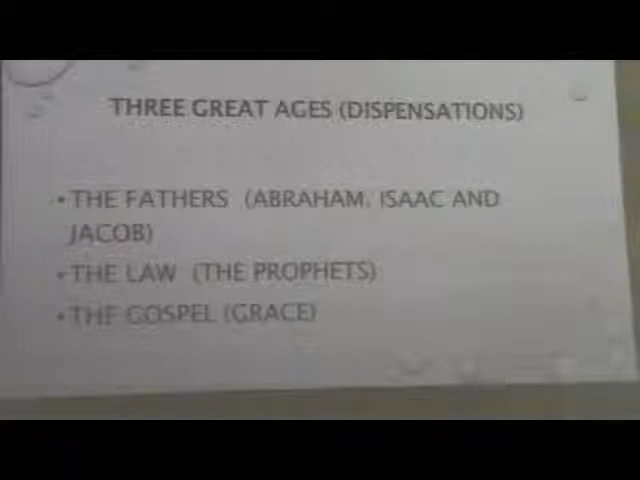 THREE GREAT AGES (DISPENSATIONS)
• THE FATHERS (ABRAHAM, ISAAC AND
JACOB)
• THE LAW (THE PROPHETS)
• THE GOSPEL (GRACE)